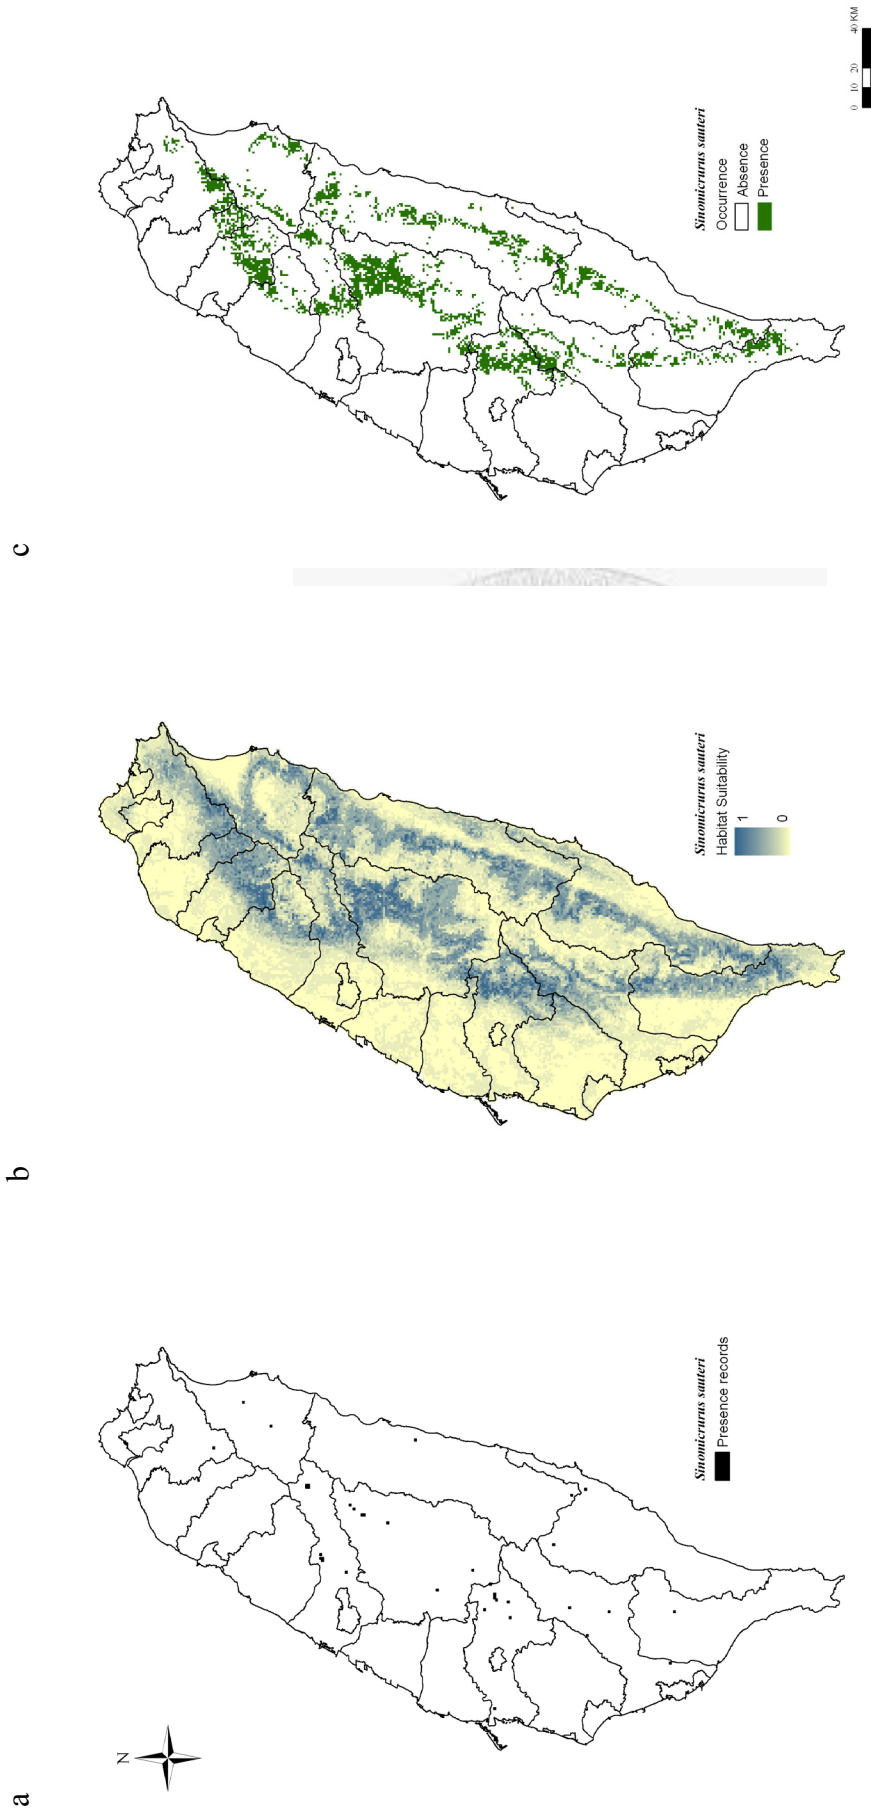 a
N
Sinomicrurus sauteri
Presence records
b
Sinomicrurus sauteri
Habitat Suitability
1
0
c
Sinomicrurus sauteri
Occurrence
Absence
Presence
0 10 20 40 KM